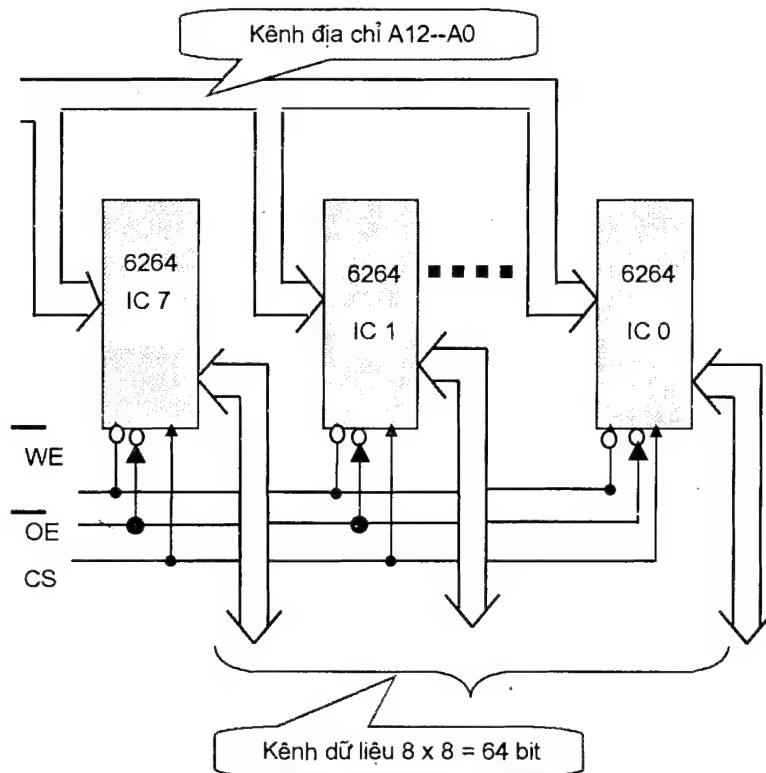 Kênh địa chỉ A12--A0
6264
IC 7
6264
IC 1
6264
IC 0
WE
OE
CS
Kênh dữ liệu 8 x 8 = 64 bit